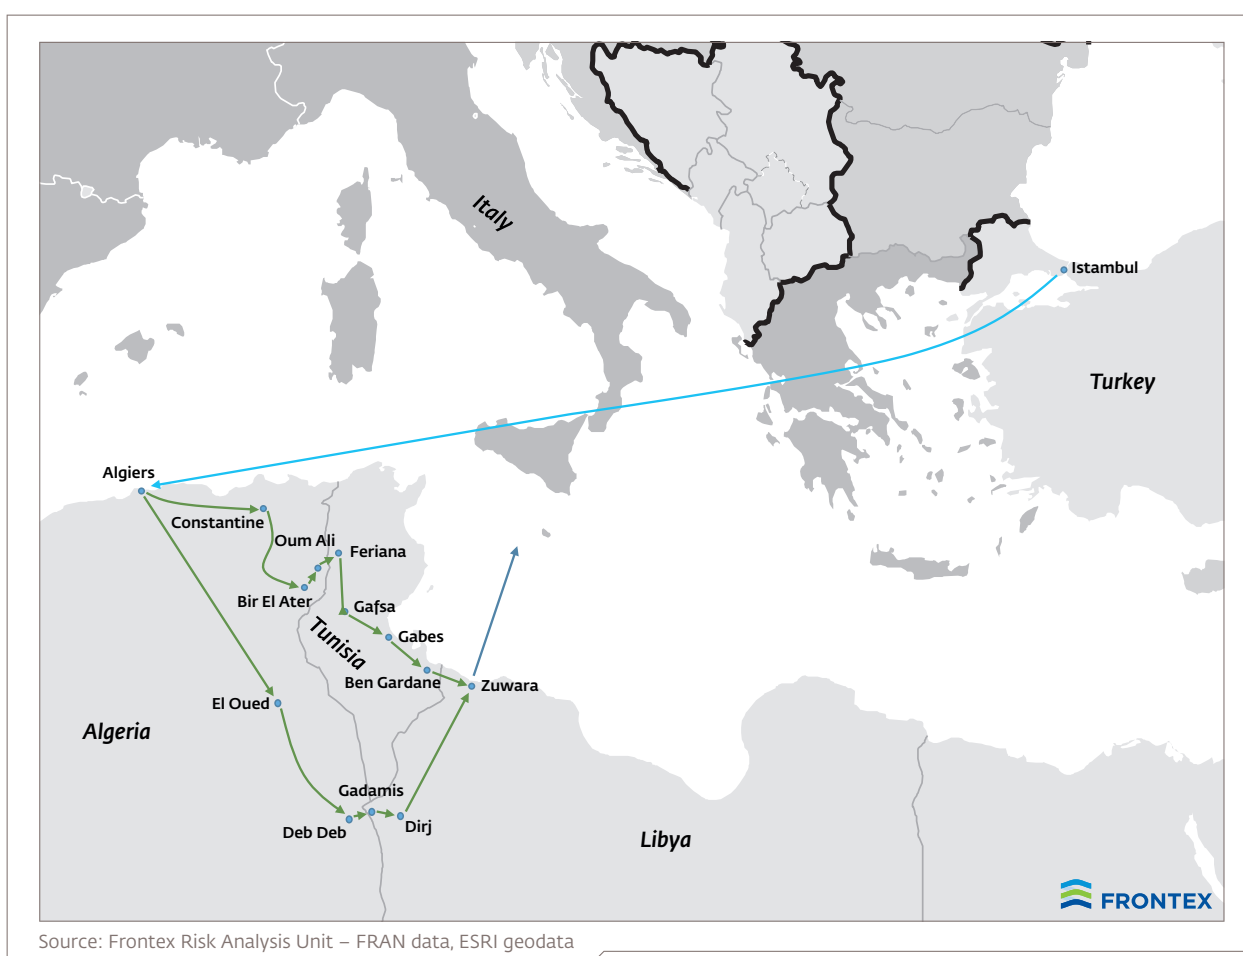 Italy
Istambul
Turkey
Algiers
Constantine
Oum Ali
Feriana
Bir El Ater
Gafsa
Tunisia
Gabes
Ben Gardane
Zuwara
El Oued
Algeria
Gadamis
Deb Deb
Dirj
Libya
FRONTEX
Source: Frontex Risk Analysis Unit – FRAN data, ESRI geodata